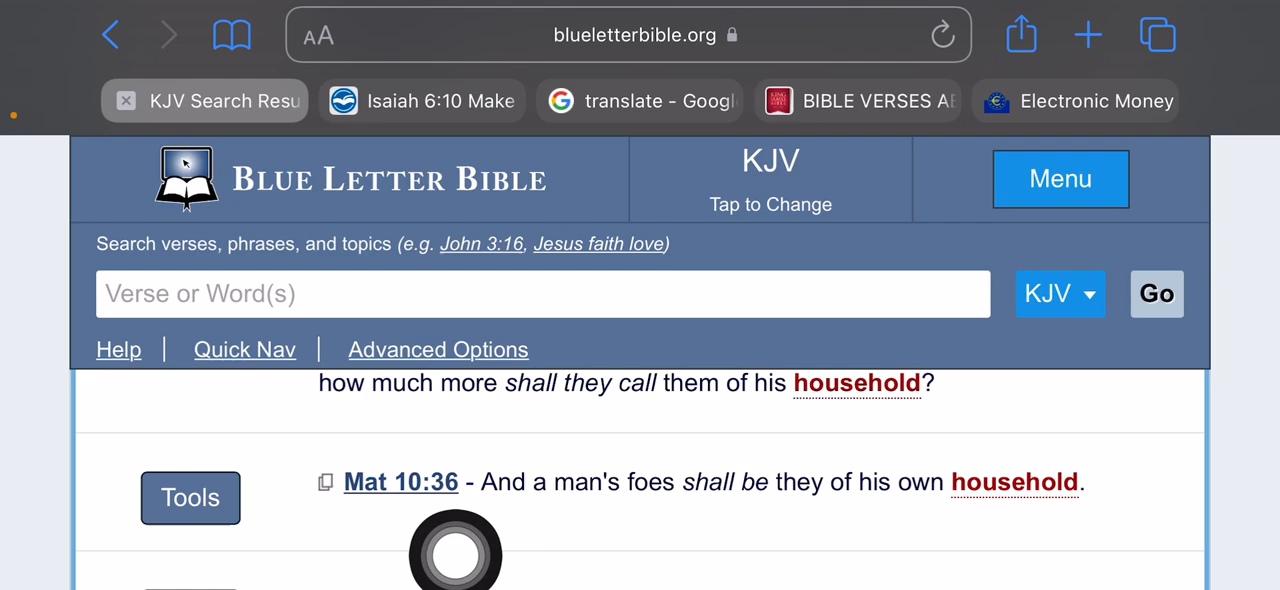 AA
blueletterbible.org
KJV Search Resu
Isaiah 6:10 Make
translate - Googl
BIBLE VERSES AB
Electronic Money
BLUE LETTER BIBLE
KJV
Tap to Change
Menu
Search verses, phrases, and topics (e.g. John 3:16, Jesus faith love)
Verse or Word(s)
KJV
Go
Help | Quick Nav | Advanced Options
how much more shall they call them of his household?
Tools
Mat 10:36 - And a man's foes shall be they of his own household.